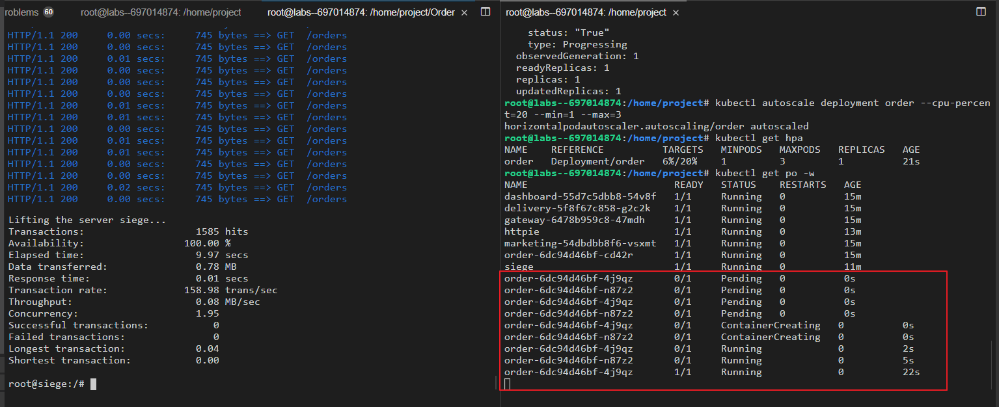 roblems 60 root@labs--697014874: /home/project root@labs--697014874: /home/project/Order ×
HTTP/1.1 200 0.00 secs: 745 bytes ==> GET /orders
HTTP/1.1 200 0.00 secs: 745 bytes ==> GET /orders
HTTP/1.1 200 0.01 secs: 745 bytes ==> GET /orders
HTTP/1.1 200 0.00 secs: 745 bytes ==> GET /orders
HTTP/1.1 200 0.00 secs: 745 bytes ==> GET /orders
HTTP/1.1 200 0.00 secs: 745 bytes ==> GET /orders
HTTP/1.1 200 0.01 secs: 745 bytes ==> GET /orders
HTTP/1.1 200 0.01 secs: 745 bytes ==> GET /orders
HTTP/1.1 200 0.00 secs: 745 bytes ==> GET /orders
HTTP/1.1 200 0.01 secs: 745 bytes ==> GET /orders
HTTP/1.1 200 0.01 secs: 745 bytes ==> GET /orders
HTTP/1.1 200 0.00 secs: 745 bytes ==> GET /orders
HTTP/1.1 200 0.00 secs: 745 bytes ==> GET /orders
HTTP/1.1 200 0.02 secs: 745 bytes ==> GET /orders
HTTP/1.1 200 0.00 secs: 745 bytes ==> GET /orders
Lifting the server siege...
Transactions: 1585 hits
Availability: 100.00 %
Elapsed time: 9.97 secs
Data transferred: 0.78 MB
Response time: 0.01 secs
Transaction rate: 158.98 trans/sec
Throughput: 0.08 MB/sec
Concurrency: 1.95
Successful transactions: 0
Failed transactions: 0
Longest transaction: 0.04
Shortest transaction: 0.00
root@siege:/#
root@labs--697014874: /home/project ×
status: "True"
type: Progressing
observedGeneration: 1
readyReplicas: 1
replicas: 1
updatedReplicas: 1
root@labs--697014874:/home/project# kubectl autoscale deployment order --cpu-percen
t=20 --min=1 --max=3
horizontalpodautoscaler.autoscaling/order autoscaled
root@labs--697014874:/home/project# kubectl get hpa
NAME REFERENCE TARGETS MINPODS MAXPODS REPLICAS AGE
order Deployment/order 6%/20% 1 3 1 21s
root@labs--697014874:/home/project# kubectl get po -w
NAME READY STATUS RESTARTS AGE
dashboard-55d7c5dbb8-54v8f 1/1 Running 0 15m
delivery-5f8f67c858-g2c2k 1/1 Running 0 15m
gateway-6478b959c8-47mdh 1/1 Running 0 15m
httpie 1/1 Running 0 13m
marketing-54dbdbb8f6-vsxmt 1/1 Running 0 15m
order-6dc94d46bf-cd42r 1/1 Running 0 15m
siege 1/1 Running 0 11m
order-6dc94d46bf-4j9qz 0/1 Pending 0 0s
order-6dc94d46bf-n87z2 0/1 Pending 0 0s
order-6dc94d46bf-4j9qz 0/1 Pending 0 0s
order-6dc94d46bf-n87z2 0/1 Pending 0 0s
order-6dc94d46bf-4j9qz 0/1 ContainerCreating 0 0s
order-6dc94d46bf-n87z2 0/1 ContainerCreating 0 0s
order-6dc94d46bf-4j9qz 0/1 Running 0 2s
order-6dc94d46bf-n87z2 0/1 Running 0 5s
order-6dc94d46bf-4j9qz 1/1 Running 0 22s